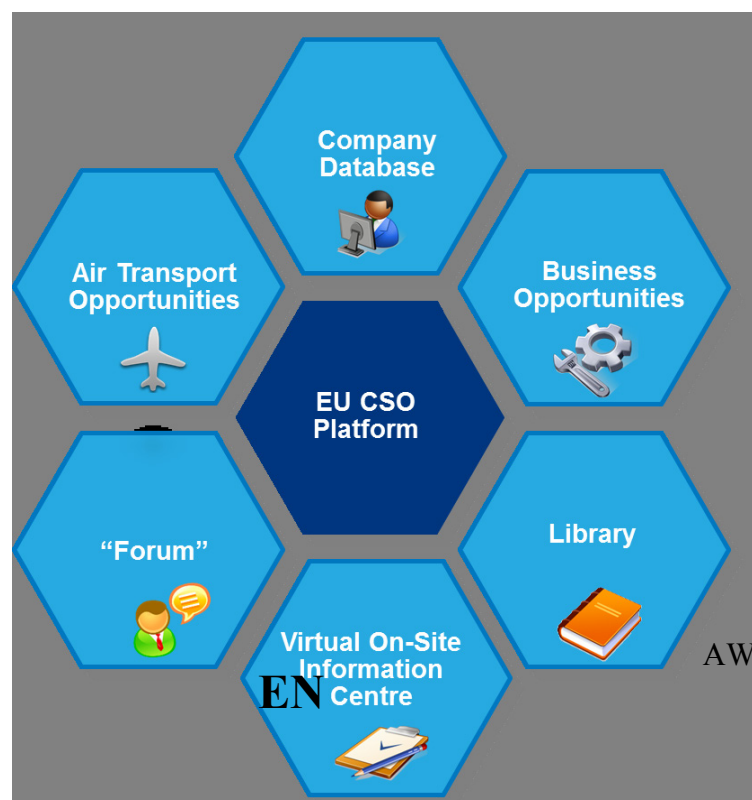 Company
Database
Air Transport
Opportunities
Business
Opportunities
EU CSO
Platform
“Forum”
Library
Virtual On-Site
Information
Centre
EN
AW